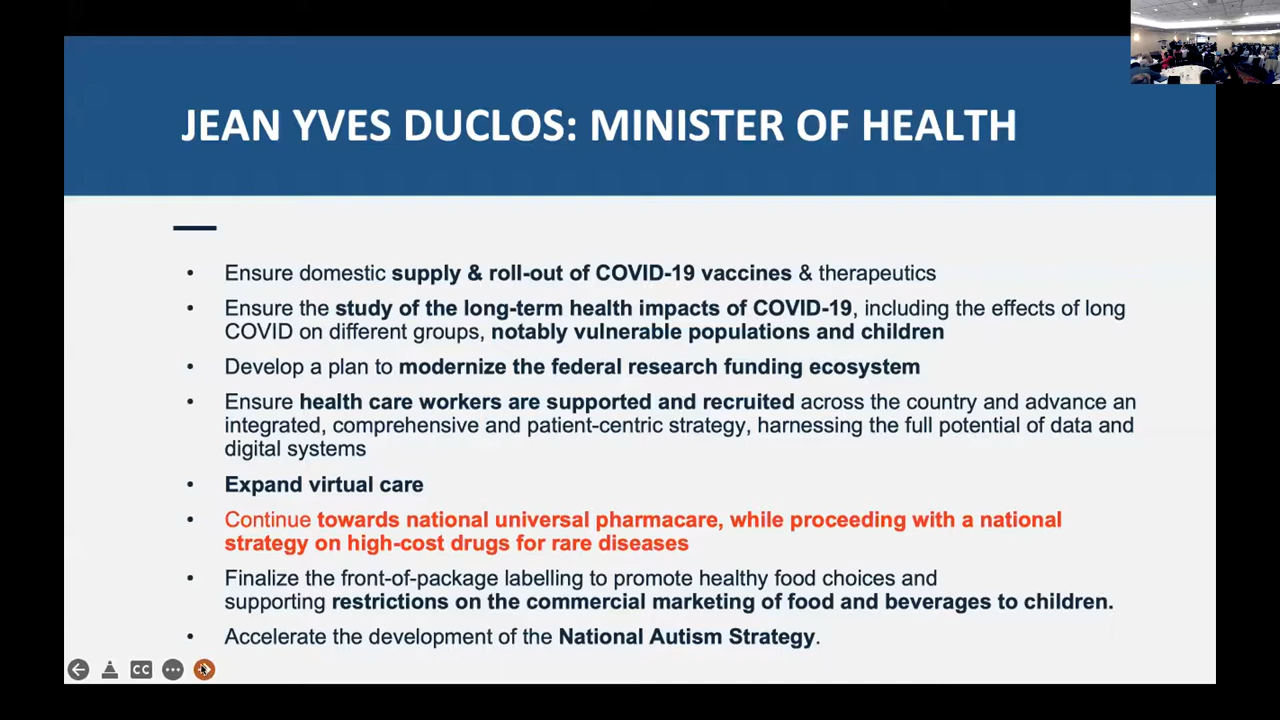 JEAN YVES DUCLOS: MINISTER OF HEALTH
• Ensure domestic supply & roll-out of COVID-19 vaccines & therapeutics
• Ensure the study of the long-term health impacts of COVID-19, including the effects of long
COVID on different groups, notably vulnerable populations and children
• Develop a plan to modernize the federal research funding ecosystem
• Ensure health care workers are supported and recruited across the country and advance an
integrated, comprehensive and patient-centric strategy, harnessing the full potential of data and
digital systems
• Expand virtual care
• Continue towards national universal pharmacare, while proceeding with a national
strategy on high-cost drugs for rare diseases
• Finalize the front-of-package labelling to promote healthy food choices and
supporting restrictions on the commercial marketing of food and beverages to children.
• Accelerate the development of the National Autism Strategy.
CC